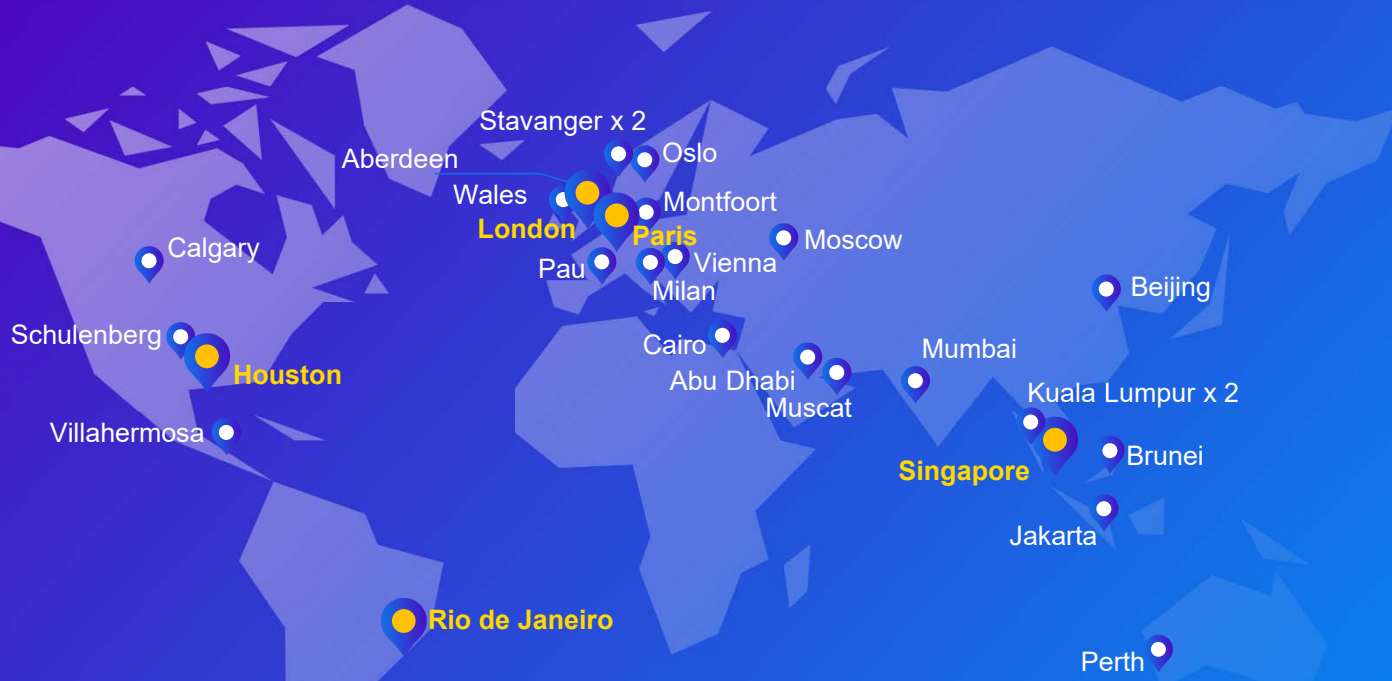 Stavanger x 2
Oslo
Aberdeen
Wales
Montfoort
London
Paris
Calgary
Moscow
Pau
Vienna
Milan
Beijing
Schulenberg
Cairo
Mumbai
Houston
Abu Dhabi
Muscat
Kuala Lumpur x 2
Villahermosa
Brunei
Singapore
Jakarta
Rio de Janeiro
Perth